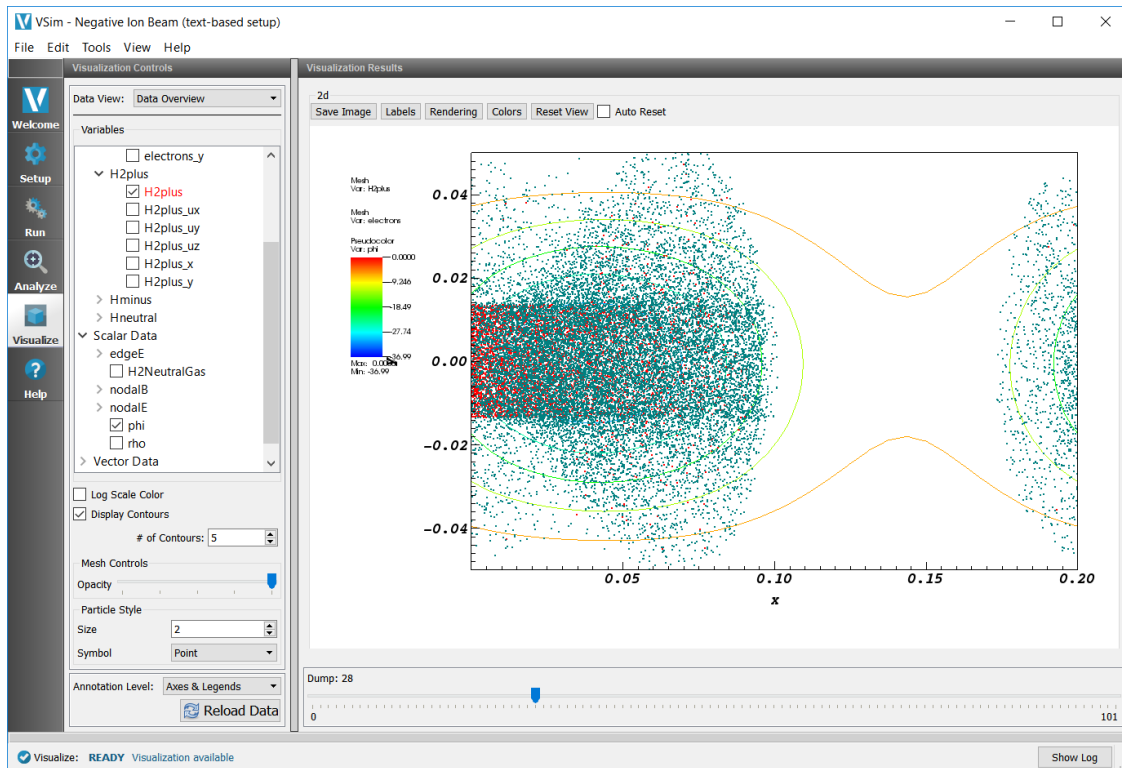 VSim - Negative Ion Beam (text-based setup)
File Edit Tools View Help
Visualization Controls
Visualization Results
Welcome
Setup
Run
Analyze
Visualize
Help
Data View: Data Overview
Variables
electrons_y
H2plus
H2plus
H2plus_ux
H2plus_uy
H2plus_uz
H2plus_x
H2plus_y
Hminus
Hneutral
Scalar Data
edgeE
H2NeutralGas
nodalB
nodalE
phi
rho
Vector Data
Log Scale Color
Display Contours
# of Contours: 5
Mesh Controls
Opacity
Particle Style
Size 2
Symbol Point
Annotation Level: Axes & Legends
Reload Data
2d
Save Image Labels Rendering Colors Reset View Auto Reset
Mesh
Var: H2plus
Mesh
Var: electrons
Pseudocolor
Var: phi
0.0000
-9.246
-18.49
-27.74
-36.99
Min: -36.99
0.04
0.02
0.00
-0.02
-0.04
0.05 0.10 0.15 0.20
x
Dump: 28
0 101
Visualize: READY Visualization available
Show Log